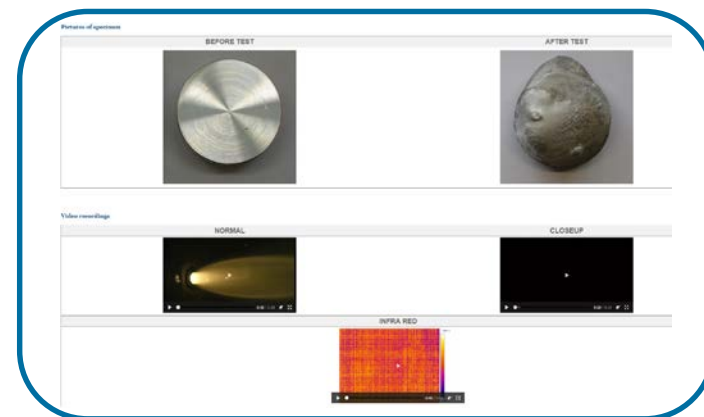 Pictures of specimen
BEFORE TEST
AFTER TEST
Video recordings
NORMAL
CLOSEUP
INFRA RED